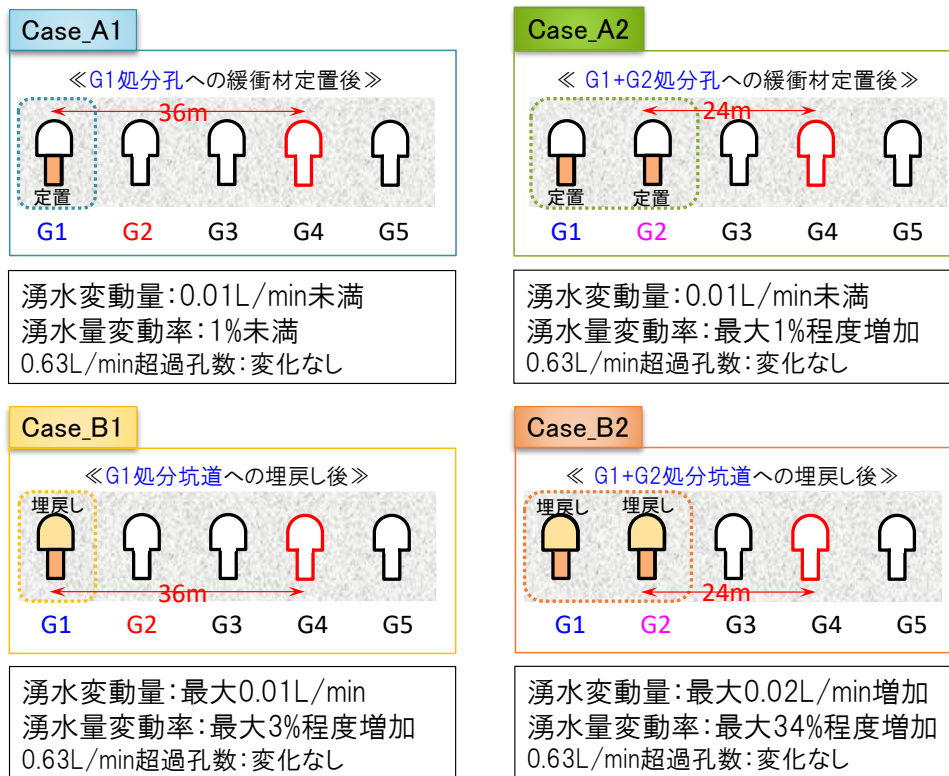 Case_A1
≪G1処分孔への緩衝材定置後≫
36m
定置
G1 G2 G3 G4 G5
湧水変動量:0.01L/min未満
湧水量変動率:1%未満
0.63L/min超過孔数:変化なし
Case_A2
≪ G1+G2処分孔への緩衝材定置後≫
24m
定置 定置
G1 G2 G3 G4 G5
湧水変動量:0.01L/min未満
湧水量変動率:最大1%程度増加
0.63L/min超過孔数:変化なし
Case_B1
≪G1処分坑道への埋戻し後≫
埋戻し
36m
G1 G2 G3 G4 G5
湧水変動量:最大0.01L/min
湧水量変動率:最大3%程度増加
0.63L/min超過孔数:変化なし
Case_B2
≪ G1+G2処分坑道への埋戻し後≫
埋戻し 埋戻し
24m
G1 G2 G3 G4 G5
湧水変動量:最大0.02L/min増加
湧水量変動率:最大34%程度増加
0.63L/min超過孔数:変化なし